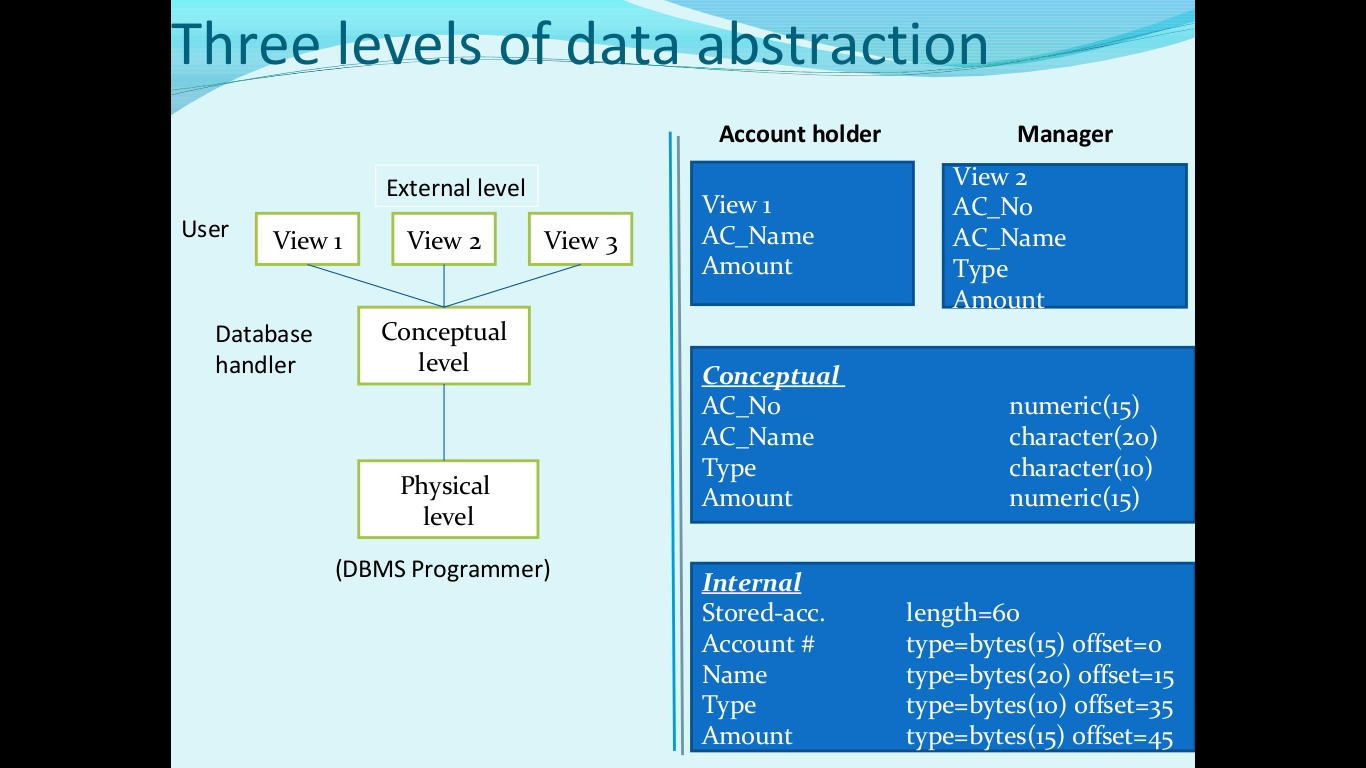 Three levels of data abstraction
External level
User
View 1
View 2
View 3
Database
handler
Conceptual
level
Physical
level
(DBMS Programmer)
Account holder
Manager
View 1
AC_Name
Amount
View 2
AC_No
AC_Name
Type
Amount
Conceptual
AC_No numeric(15)
AC_Name character(20)
Type character(10)
Amount numeric(15)
Internal
Stored-acc. length=60
Account # type=bytes(15) offset=0
Name type=bytes(20) offset=15
Type type=bytes(10) offset=35
Amount type=bytes(15) offset=45